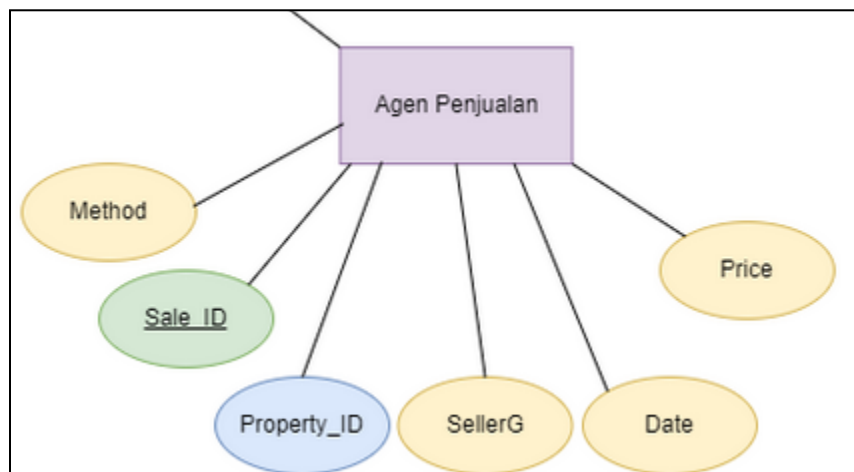 Agen Penjualan
Method
Price
Sale_ID
Property_ID
SellerG
Date